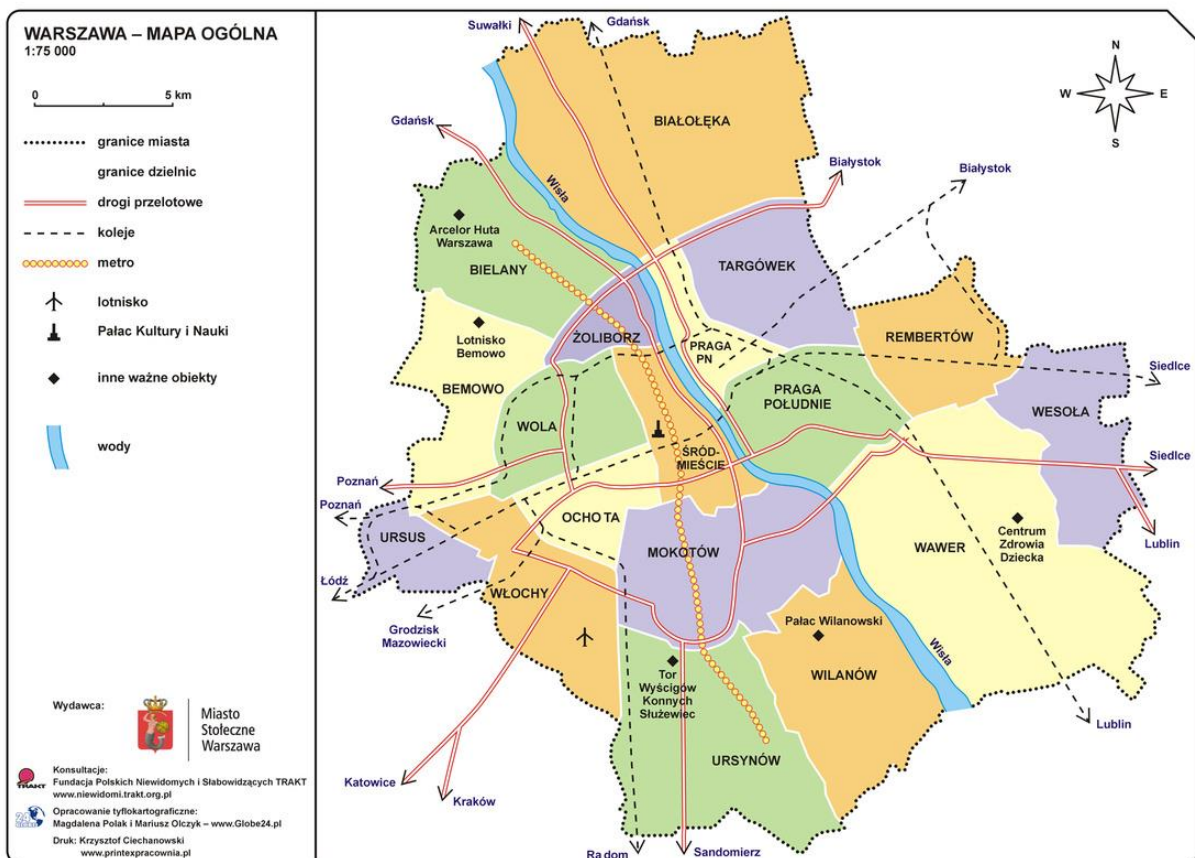 WARSZAWA – MAPA OGÓLNA
1:75 000
0 5 km
granice miasta
granice dzielnic
drogi przelotowe
koleje
metro
lotnisko
Pałac Kultury i Nauki
inne ważne obiekty
wody
Wydawca:
Miasto
Stołeczne
Warszawa
TRAKT
Konsultacje:
Fundacja Polskich Niewidomych i Słabowidzących TRAKT
www.niewidomi.trakt.org.pl
Opracowanie tyflokartograficzne:
Magdalena Polak i Mariusz Olczyk – www.Globe24.pl
Druk: Krzysztof Ciechanowski
www.printexpracownia.pl
Suwałki
Gdańsk
N
W E
S
Gdańsk
BIAŁOŁĘKA
Białystok
Białystok
Wisła
Arcelor Huta
Warszawa
BIELANY
TARGÓWEK
Lotnisko
Bemowo
ŻOLIBORZ
PRAGA
PN
REMBERTÓW
Siedlce
BEMOWO
PRAGA
POŁUDNIE
WESOŁA
WOLA
ŚRÓD-
MIEŚCIE
Siedlce
Poznań
Poznań
OCHOTA
URSUS
MOKOTÓW
WAWER
Centrum
Zdrowia
Dziecka
Lublin
Łódź
WŁOCHY
Grodzisk
Mazowiecki
Pałac Wilanowski
Wisła
Tor
Wyścigów
Konnych
Służewiec
WILANÓW
Lublin
URSYNÓW
Katowice
Kraków
Radom
Sandomierz